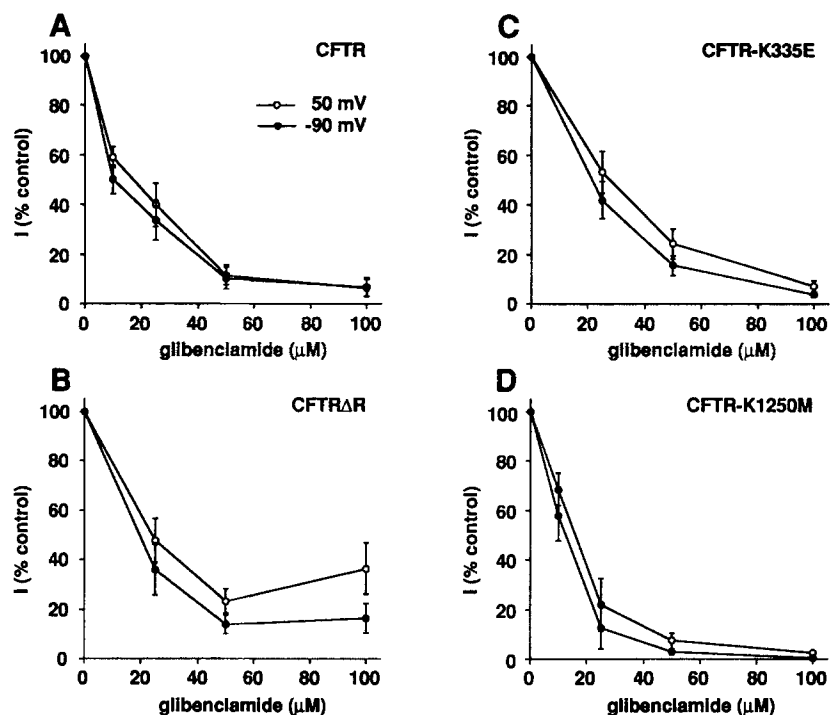 A
CFTR
I (% control)
100
80
60
40
20
0
50 mV
-90 mV
0 20 40 60 80 100
glibenclamide (μM)
B
CFTRΔR
I (% control)
100
80
60
40
20
0
0 20 40 60 80 100
glibenclamide (μM)
C
CFTR-K335E
I (% control)
100
80
60
40
20
0
0 20 40 60 80 100
glibenclamide (μM)
D
CFTR-K1250M
I (% control)
100
80
60
40
20
0
0 20 40 60 80 100
glibenclamide (μM)